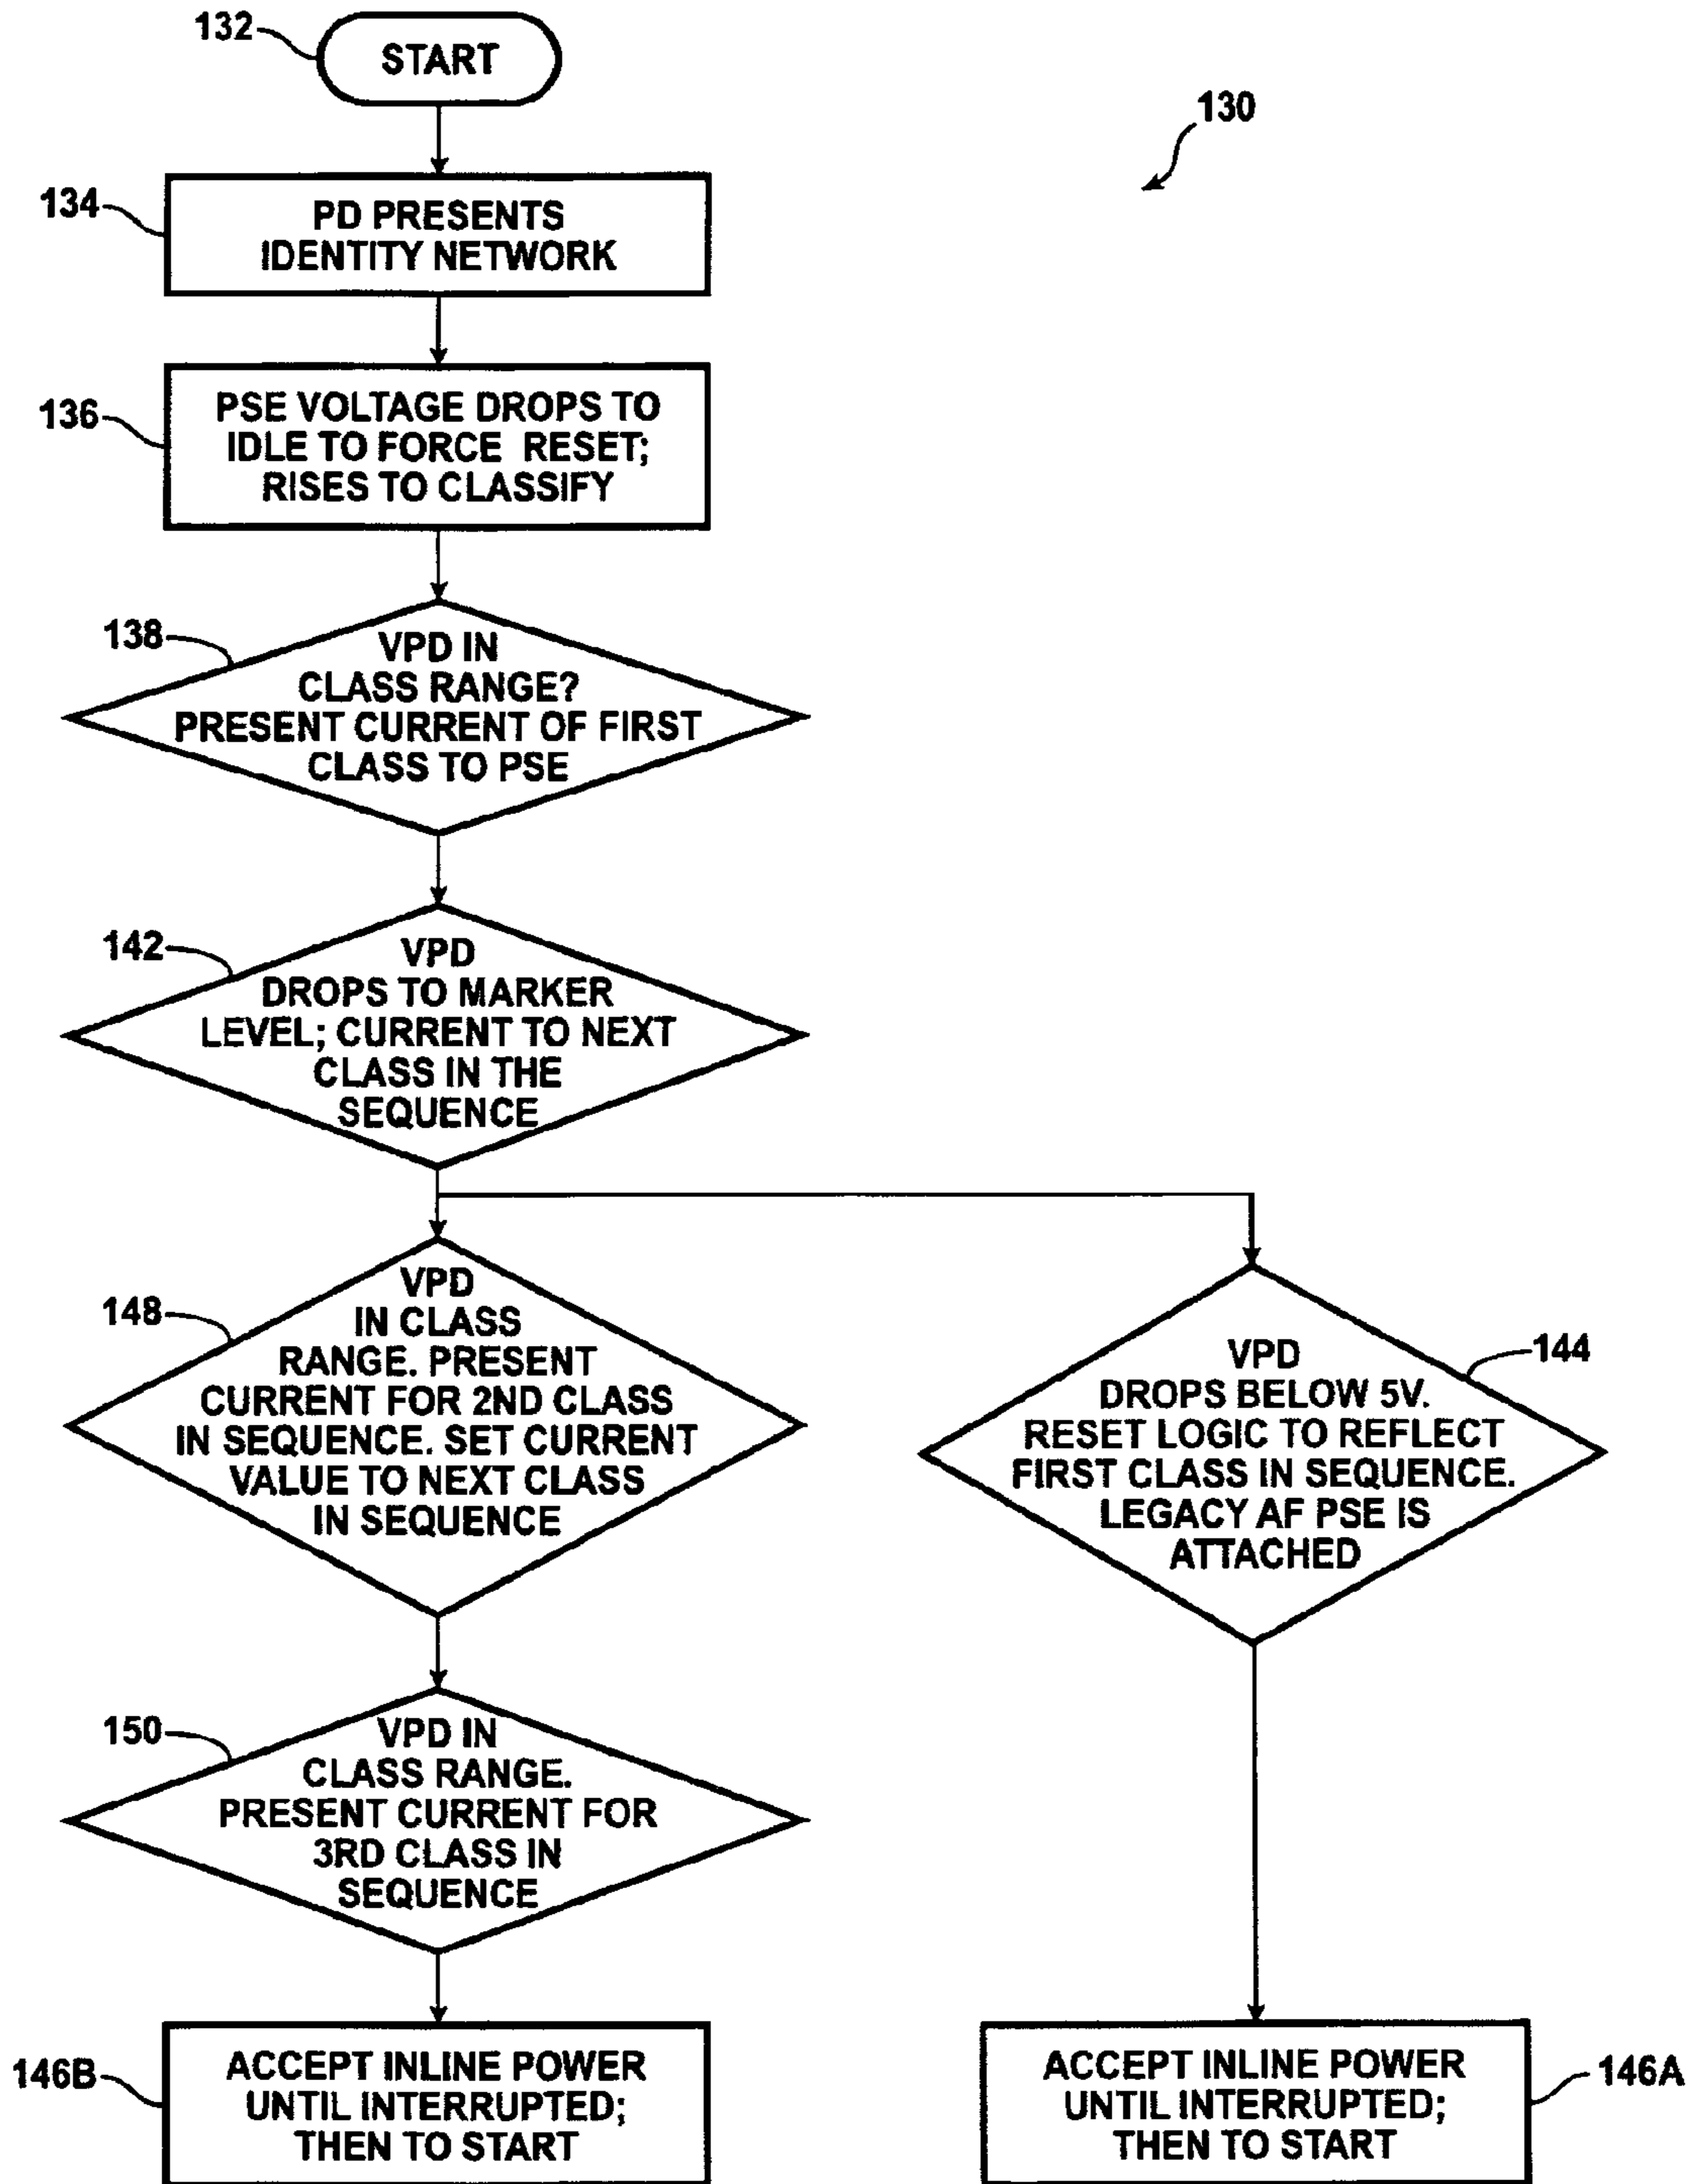 132
START
130
134
PD PRESENTS
IDENTITY NETWORK
136
PSE VOLTAGE DROPS TO
IDLE TO FORCE RESET;
RISES TO CLASSIFY
138
VPD IN
CLASS RANGE?
PRESENT CURRENT OF FIRST
CLASS TO PSE
142
VPD
DROPS TO MARKER
LEVEL; CURRENT TO NEXT
CLASS IN THE
SEQUENCE
148
VPD
IN CLASS
RANGE. PRESENT
CURRENT FOR 2ND CLASS
IN SEQUENCE. SET CURRENT
VALUE TO NEXT CLASS
IN SEQUENCE
144
VPD
DROPS BELOW 5V.
RESET LOGIC TO REFLECT
FIRST CLASS IN SEQUENCE.
LEGACY AF PSE IS
ATTACHED
150
VPD IN
CLASS RANGE.
PRESENT CURRENT FOR
3RD CLASS IN
SEQUENCE
146B
ACCEPT INLINE POWER
UNTIL INTERRUPTED;
THEN TO START
146A
ACCEPT INLINE POWER
UNTIL INTERRUPTED;
THEN TO START